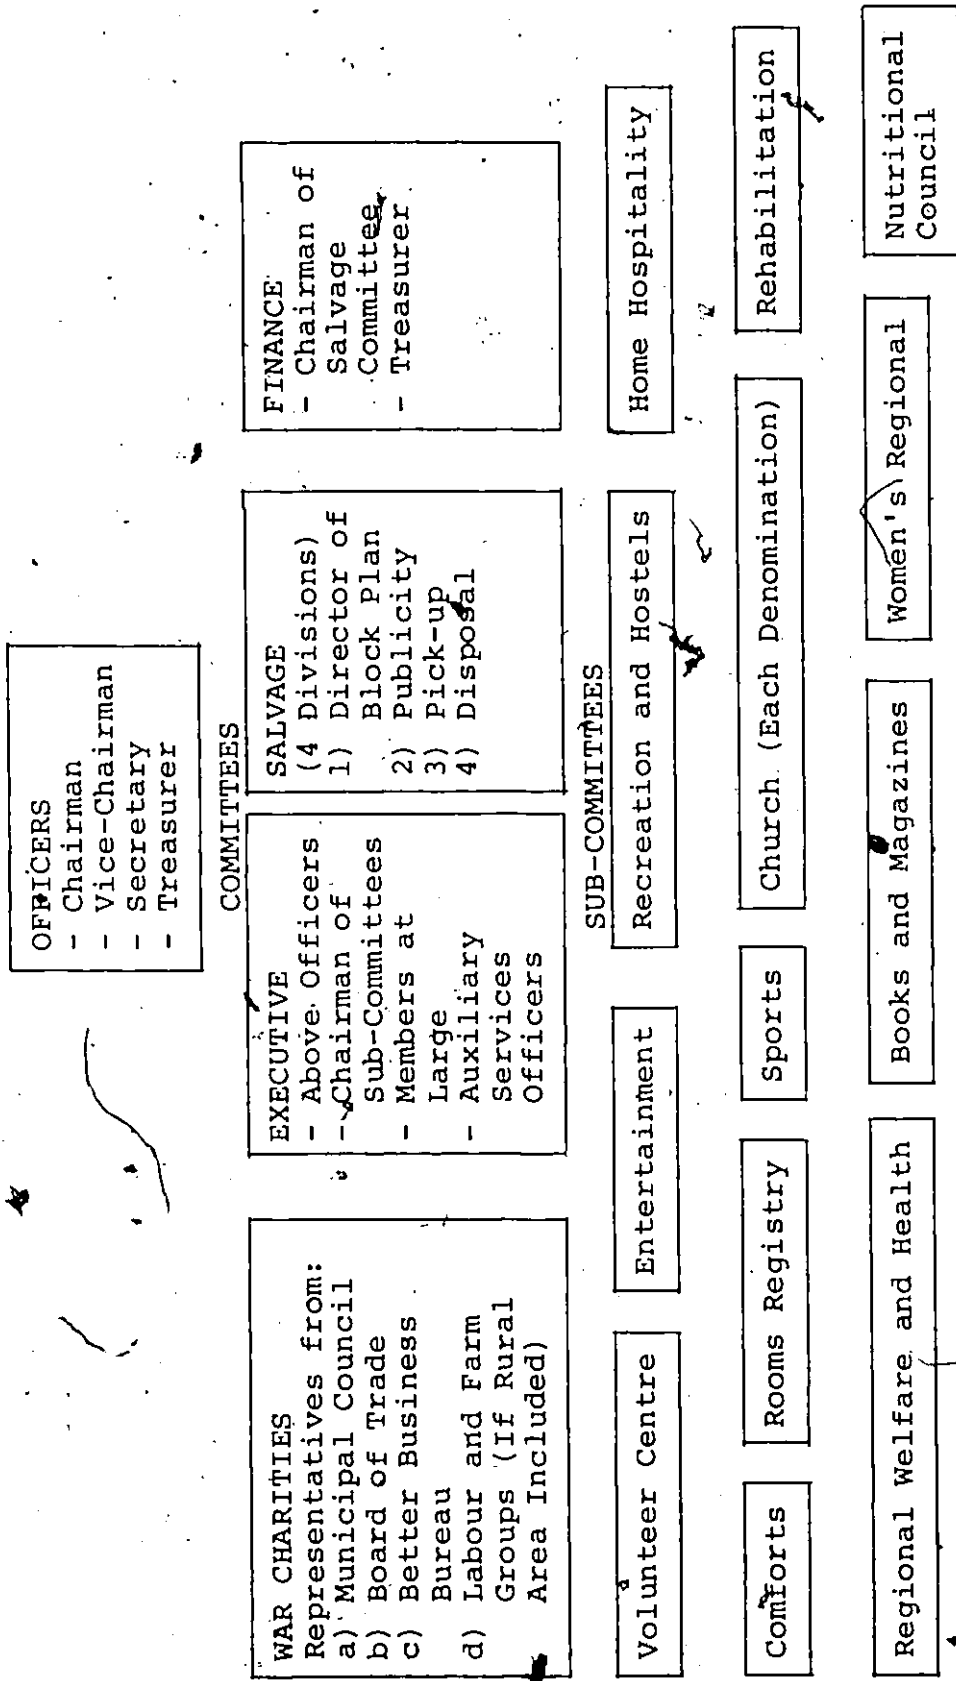 OFFICERS
- Chairman
- Vice-Chairman
- Secretary
- Treasurer
COMMITTEES
WAR CHARITIES
Representatives from:
a) Municipal Council
b) Board of Trade
c) Better Business
Bureau
d) Labour and Farm
Groups (If Rural
Area Included)
EXECUTIVE
- Above Officers
- Chairman of
Sub-Committees
- Members at
Large
- Auxiliary
Services
Officers
SALVAGE
(4 Divisions)
1) Director of
Block Plan
2) Publicity
3) Pick-up
4) Disposal
FINANCE
- Chairman of
Salvage
Committee
- Treasurer
SUB-COMMITTEES
Volunteer Centre
Entertainment
Recreation and Hostels
Home Hospitality
Comforts
Rooms Registry
Sports
Church (Each Denomination)
Rehabilitation
Regional Welfare and Health
Books and Magazines
Women's Regional
Nutritional
Council